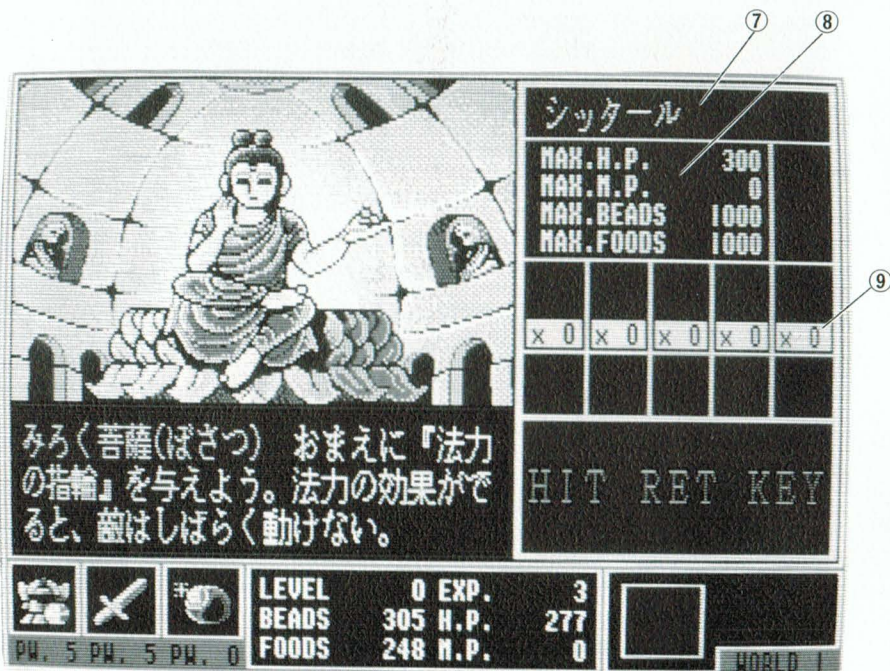 ⑦ ⑧
シッタール
MAX.H.P. 300
MAX.M.P. 0
MAX.BEADS 1000
MAX.FOODS 1000
⑨
x 0 x 0 x 0 x 0 x 0
みろく菩薩(ぼさつ) おまえに『法力
の指輪』を与えよう。法力の効果がで
ると、敵はしばらく動けない。
HIT RET KEY
LEVEL 0 EXP. 3
BEADS 305 H.P. 277
FOODS 248 M.P. 0
PW. 5 PW. 5 PW. 0
WORLD 1